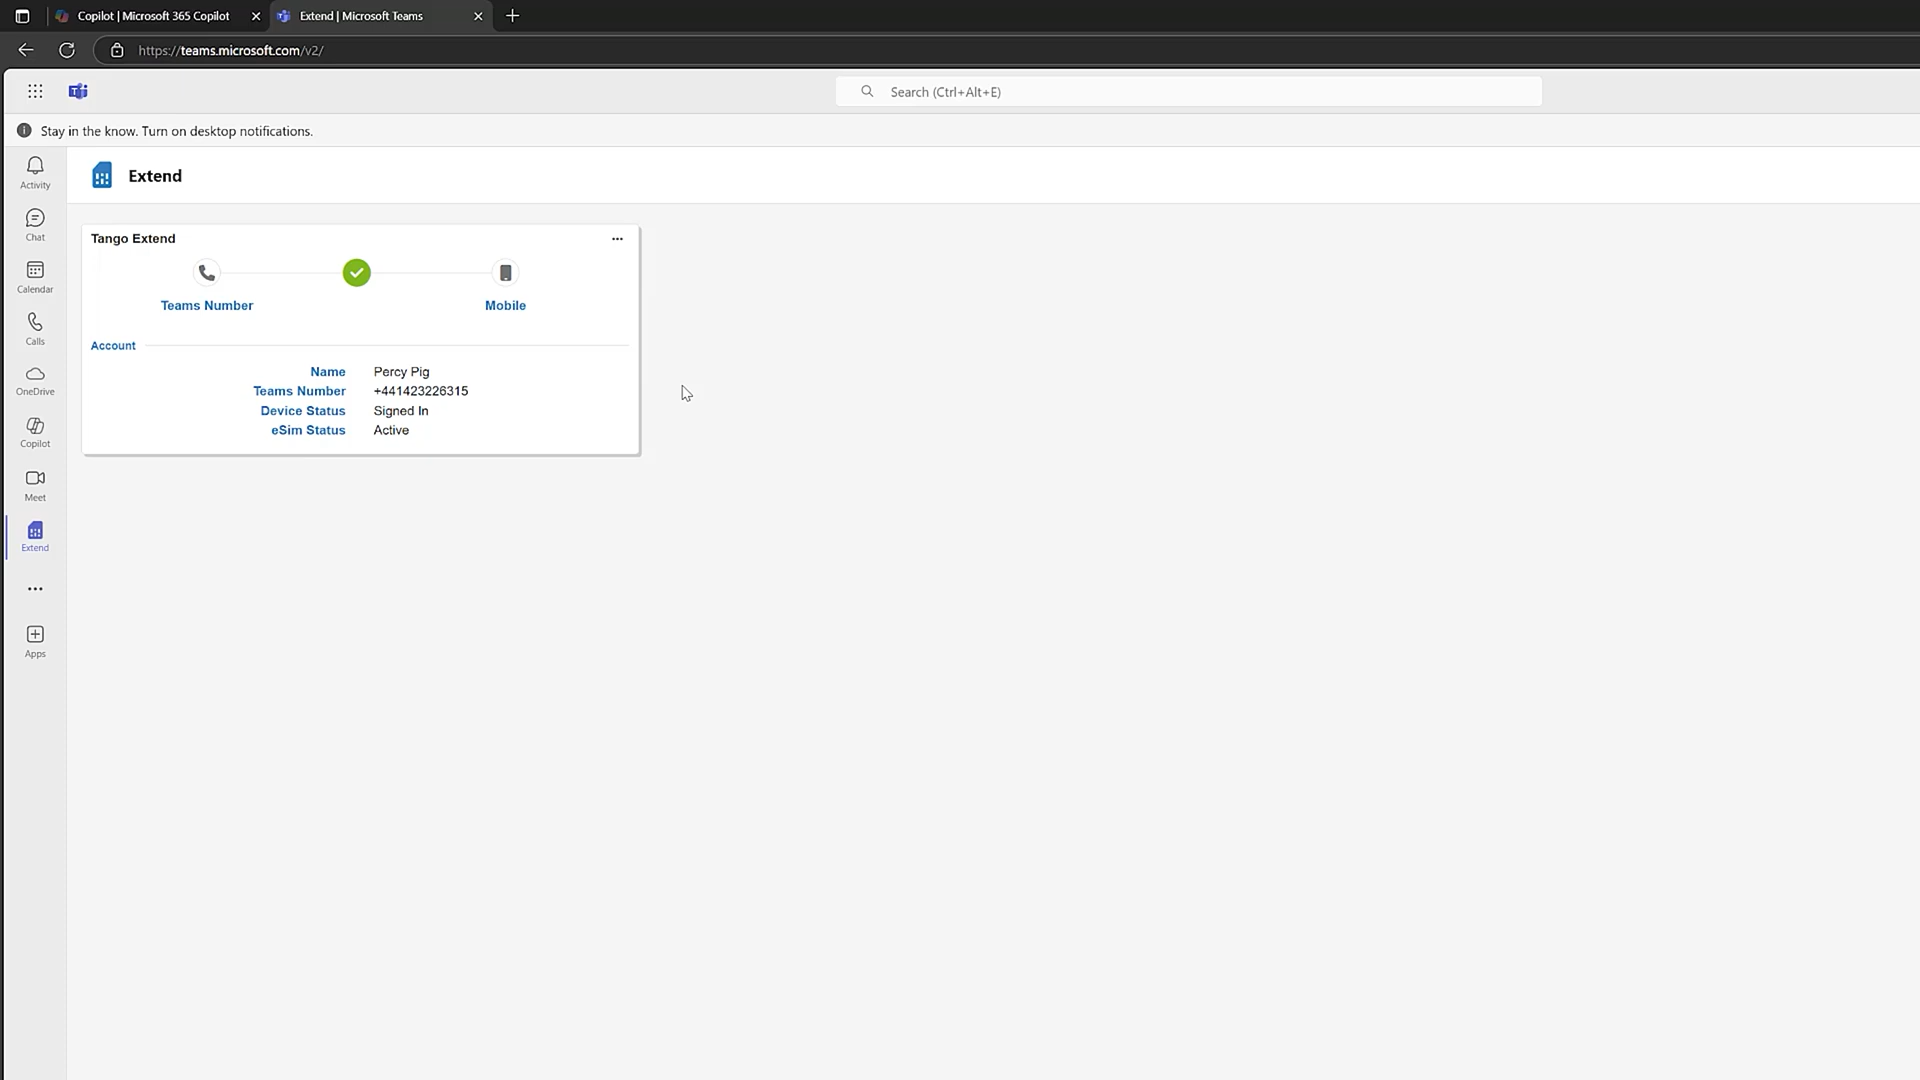 Copilot | Microsoft 365 Copilot
Extend | Microsoft Teams
https://teams.microsoft.com/v2/
Search (Ctrl+Alt+E)
Stay in the know. Turn on desktop notifications.
Activity
Chat
Calendar
Calls
OneDrive
Copilot
Meet
Extend
Apps
Extend
Tango Extend
Teams Number
Mobile
Account
Name Percy Pig
Teams Number +441423226315
Device Status Signed In
eSim Status Active